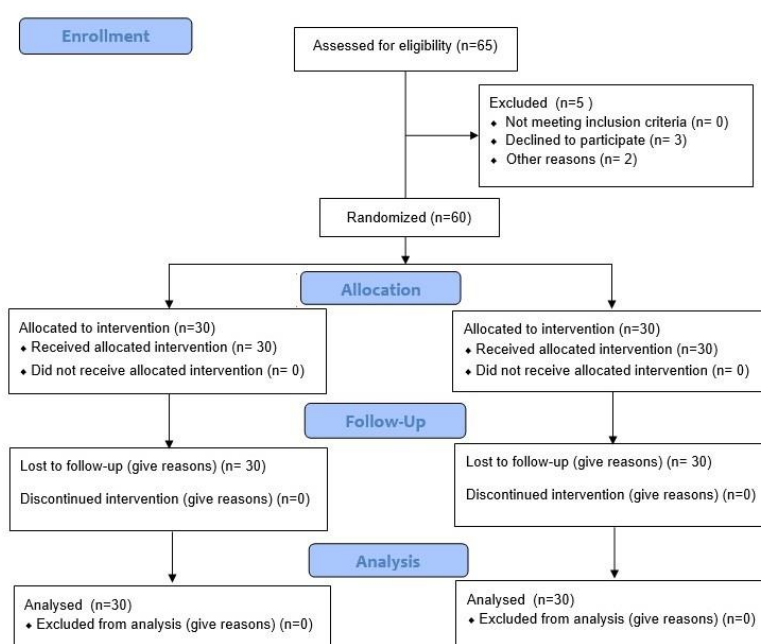 Enrollment
Assessed for eligibility (n=65)
Excluded (n=5 )
⬥ Not meeting inclusion criteria (n= 0)
⬥ Declined to participate (n= 3)
⬥ Other reasons (n= 2)
Randomized (n=60)
Allocation
Allocated to intervention (n=30)
⬥ Received allocated intervention (n= 30)
⬥ Did not receive allocated intervention (n= 0)
Allocated to intervention (n=30)
⬥ Received allocated intervention (n=30)
⬥ Did not receive allocated intervention (n= 0)
Follow-Up
Lost to follow-up (give reasons) (n= 30)
Discontinued intervention (give reasons) (n=0)
Lost to follow-up (give reasons) (n= 30)
Discontinued intervention (give reasons) (n=0)
Analysis
Analysed (n=30)
⬥ Excluded from analysis (give reasons) (n=0)
Analysed (n=30)
⬥ Excluded from analysis (give reasons) (n=0)